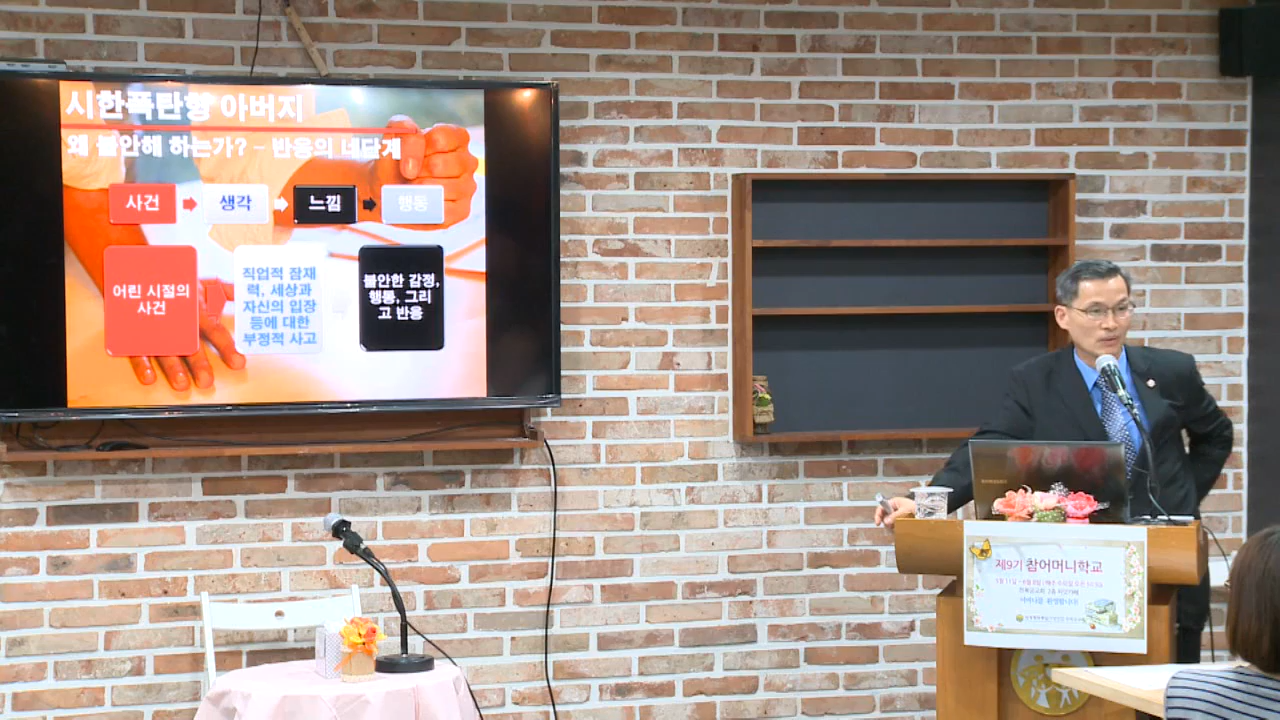 시한폭탄형 아버지
왜 불안해 하는가? – 반응의 네단계
사건
생각
느낌
행동
어린 시절의
사건
직업적 잠재
력, 세상과
자신의 입장
등에 대한
부정적 사고
불안한 감정,
행동, 그리
고 반응
제9기 참어머니학교